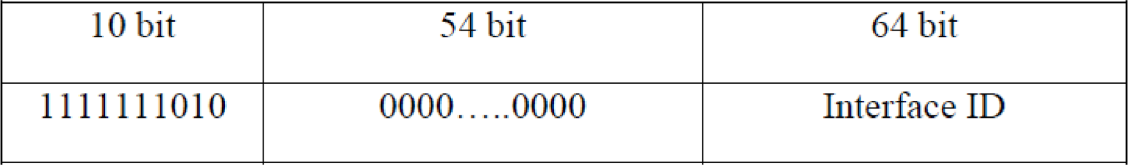 10 bit 54 bit 64 bit
1111111010 0000.....0000 Interface ID